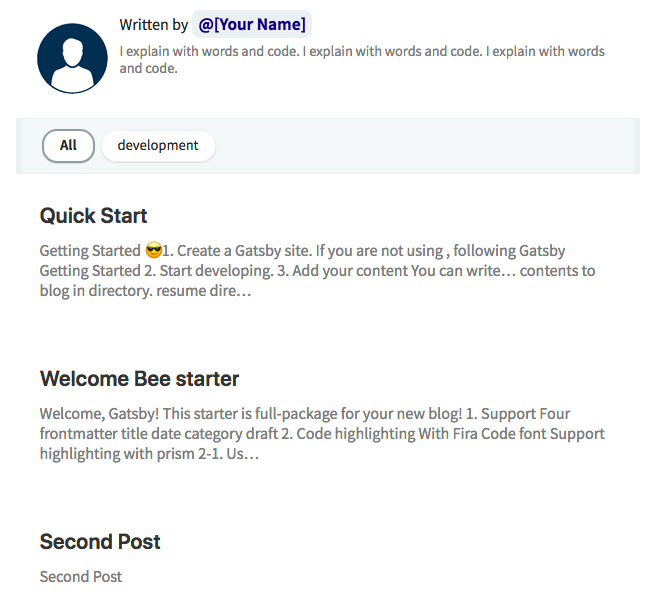 Written by @[Your Name]
I explain with words and code. I explain with words and code. I explain with words
and code.
All development
Quick Start
Getting Started 😎1. Create a Gatsby site. If you are not using , following Gatsby
Getting Started 2. Start developing. 3. Add your content You can write… contents to
blog in directory. resume dire…
Welcome Bee starter
Welcome, Gatsby! This starter is full-package for your new blog! 1. Support Four
frontmatter title date category draft 2. Code highlighting With Fira Code font Support
highlighting with prism 2-1. Us…
Second Post
Second Post